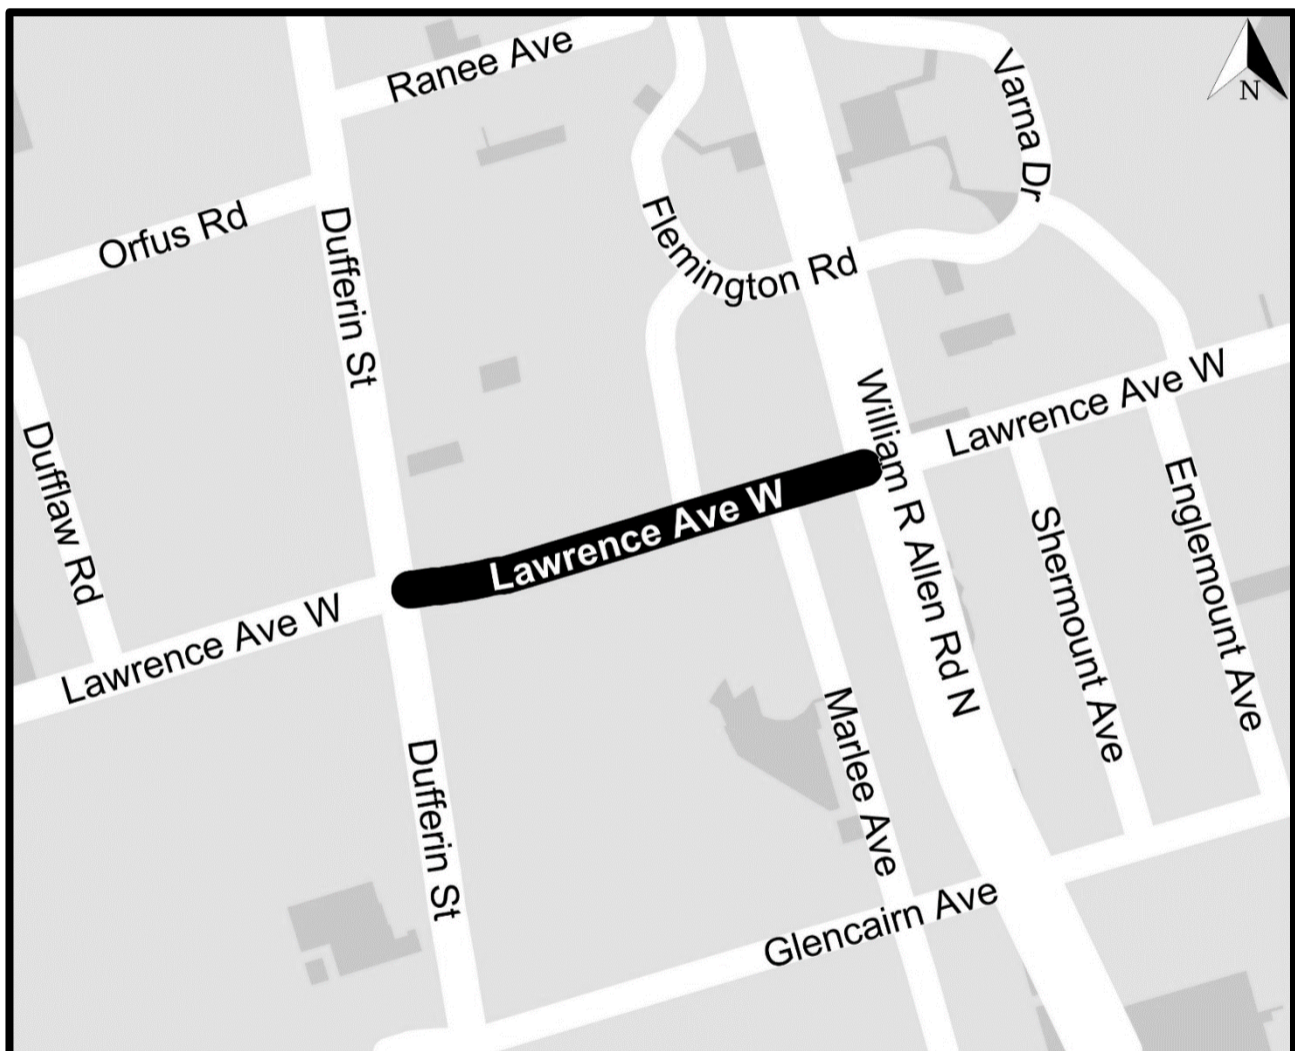 Ranee Ave
Varna Dr
N
Orfus Rd
Dufferin St
Flemington Rd
Dufflaw Rd
William R Allen Rd N
Lawrence Ave W
Lawrence Ave W
Lawrence Ave W
Shermount Ave
Englemount Ave
Dufferin St
Marlee Ave
Glencairn Ave